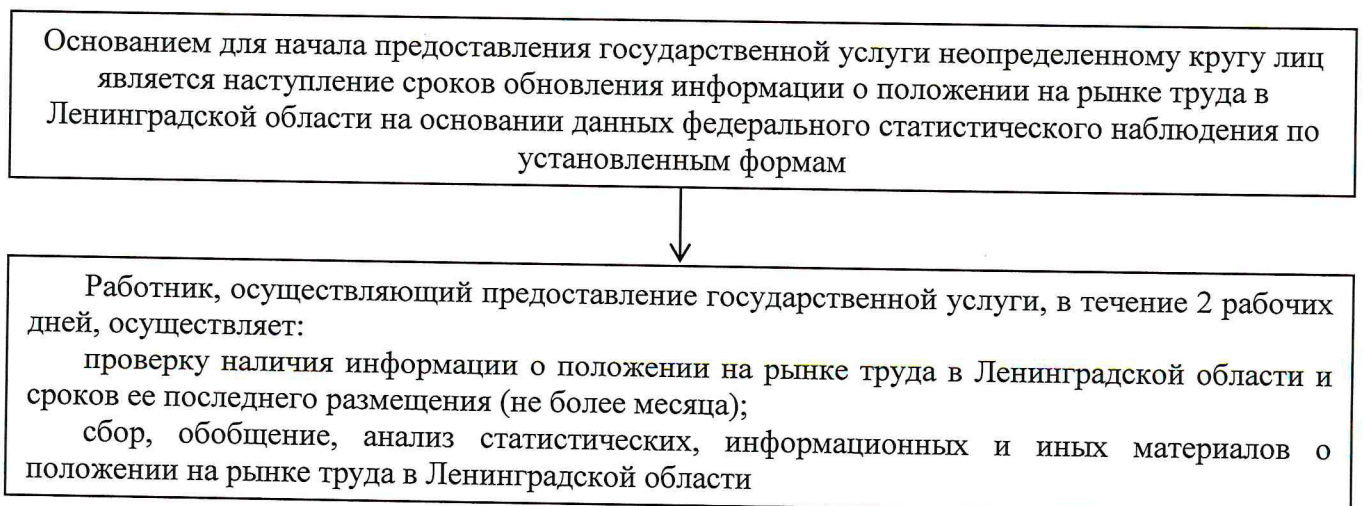 Основанием для начала предоставления государственной услуги неопределенному кругу лиц
является наступление сроков обновления информации о положении на рынке труда в
Ленинградской области на основании данных федерального статистического наблюдения по
установленным формам
Работник, осуществляющий предоставление государственной услуги, в течение 2 рабочих
дней, осуществляет:
проверку наличия информации о положении на рынке труда в Ленинградской области и
сроков ее последнего размещения (не более месяца);
сбор, обобщение, анализ статистических, информационных и иных материалов о
положении на рынке труда в Ленинградской области